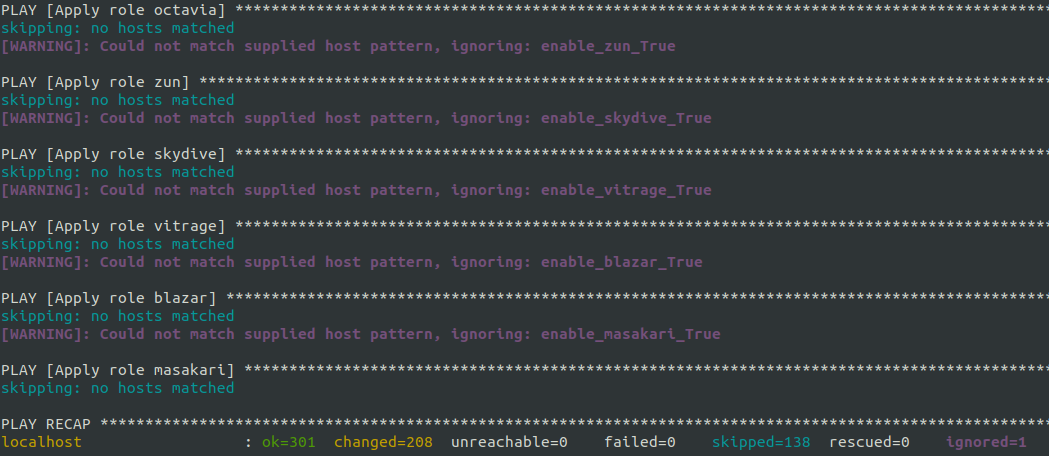 PLAY [Apply role octavia] ******************************************************************************************
skipping: no hosts matched
[WARNING]: Could not match supplied host pattern, ignoring: enable_zun_True
PLAY [Apply role zun] **********************************************************************************************
skipping: no hosts matched
[WARNING]: Could not match supplied host pattern, ignoring: enable_skydive_True
PLAY [Apply role skydive] ******************************************************************************************
skipping: no hosts matched
[WARNING]: Could not match supplied host pattern, ignoring: enable_vitrage_True
PLAY [Apply role vitrage] ******************************************************************************************
skipping: no hosts matched
[WARNING]: Could not match supplied host pattern, ignoring: enable_blazar_True
PLAY [Apply role blazar] *******************************************************************************************
skipping: no hosts matched
[WARNING]: Could not match supplied host pattern, ignoring: enable_masakari_True
PLAY [Apply role masakari] *****************************************************************************************
skipping: no hosts matched
PLAY RECAP *********************************************************************************************************
localhost                  : ok=301  changed=208  unreachable=0    failed=0    skipped=138  rescued=0    ignored=1